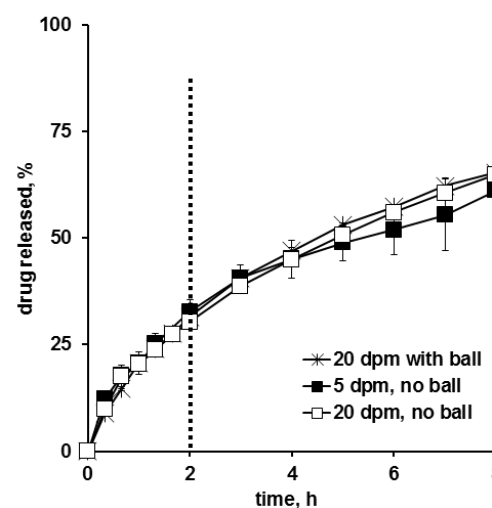 100
75
50
25
0
drug released, %
20 dpm with ball
5 dpm, no ball
20 dpm, no ball
0 2 4 6
time, h